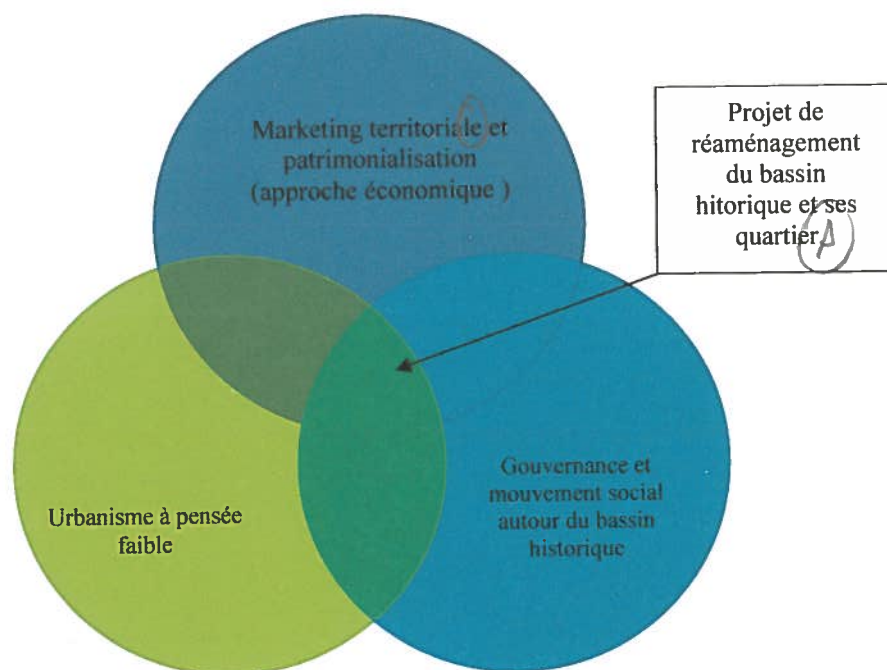 Marketing territoriale et
patrimonialisation
(approche économique )
Projet de
réaménagement
du bassin
hitorique et ses
quartier
Gouvernance et
mouvement social
autour du bassin
historique
Urbanisme à pensée
faible